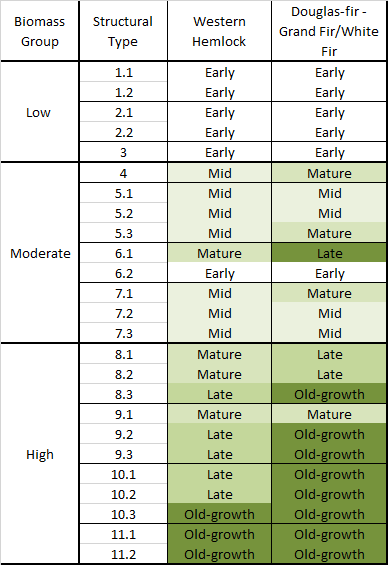 Biomass Group | Structural Type | Western Hemlock | Douglas-fir - Grand Fir/White Fir
Low
1.1 Early Early
1.2 Early Early
2.1 Early Early
2.2 Early Early
3 Early Early
Moderate
4 Mid Mature
5.1 Mid Mid
5.2 Mid Mid
5.3 Mid Mature
6.1 Mature Late
6.2 Early Early
7.1 Mid Mature
7.2 Mid Mid
7.3 Mid Mid
High
8.1 Mature Late
8.2 Mature Late
8.3 Late Old-growth
9.1 Mature Mature
9.2 Late Old-growth
9.3 Late Old-growth
10.1 Late Old-growth
10.2 Late Old-growth
10.3 Old-growth Old-growth
11.1 Old-growth Old-growth
11.2 Old-growth Old-growth